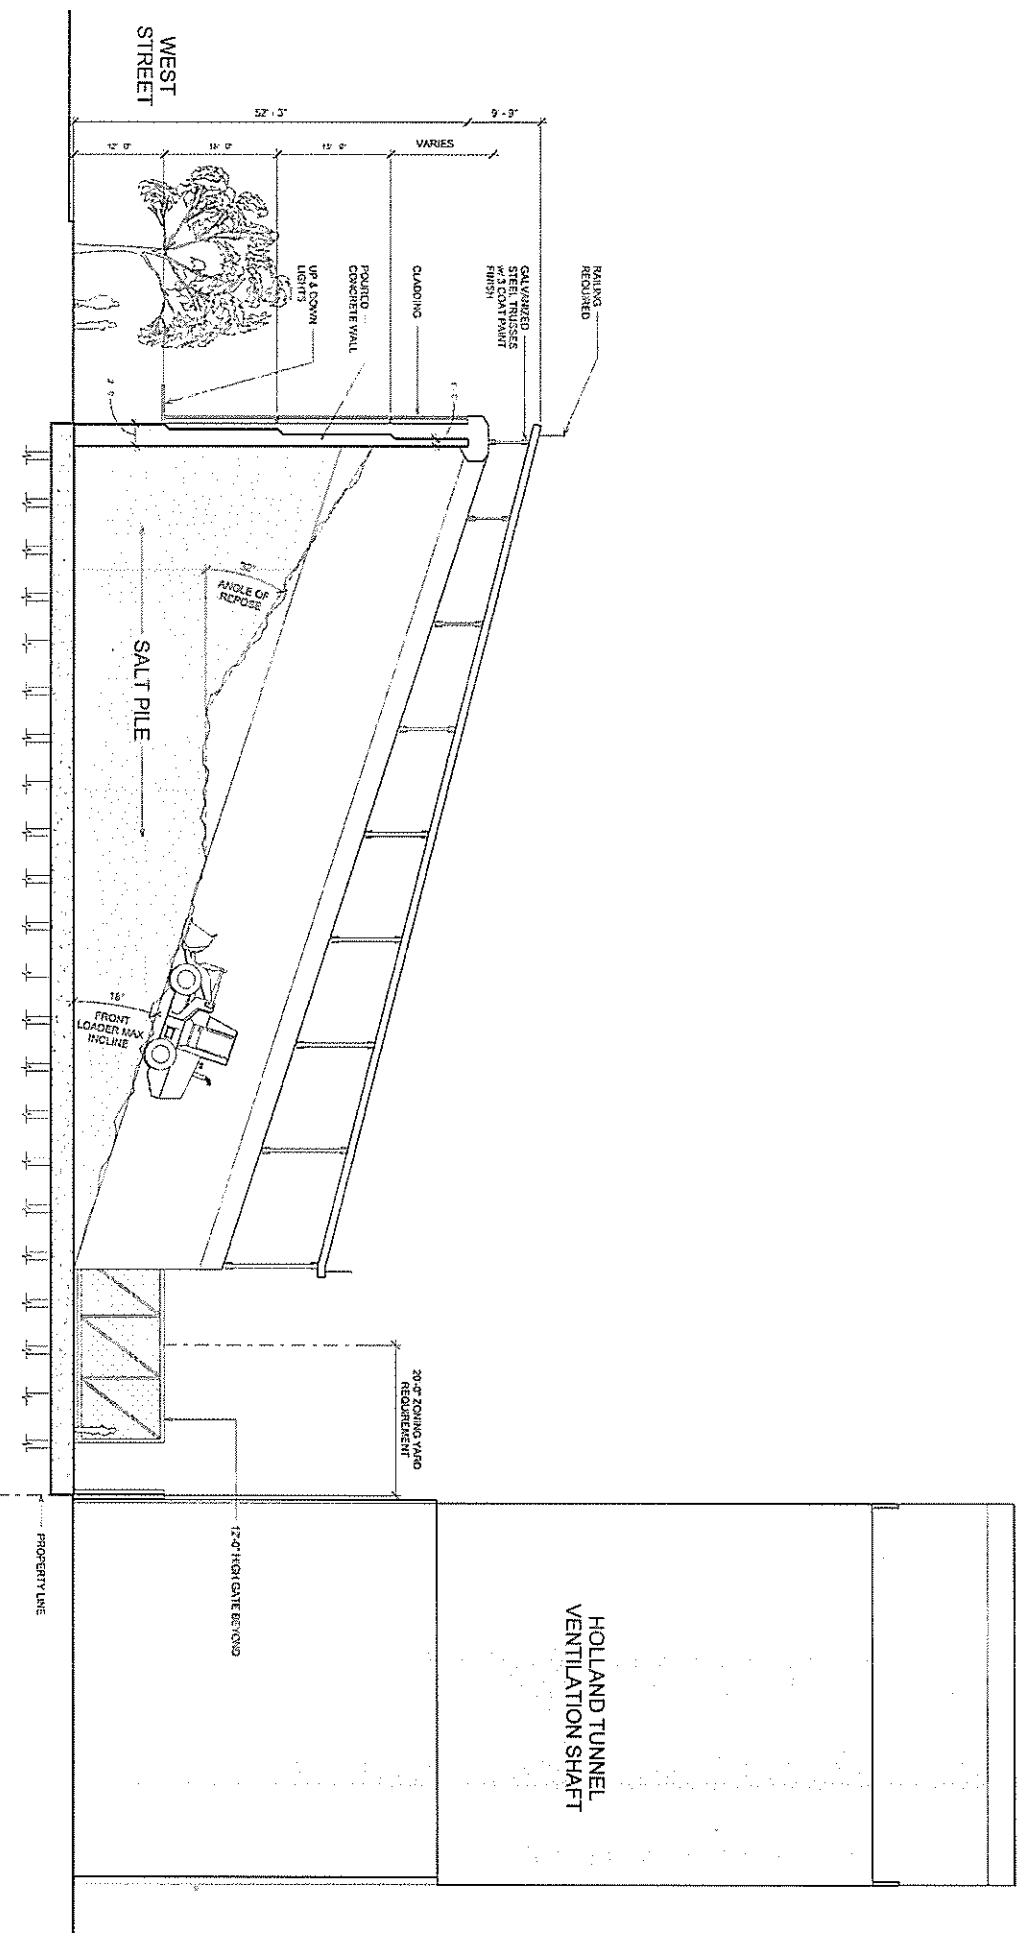 WEST
STREET
52' - 3"
9' - 9"
VARIES
RAILING
REQUIRED
GALVANIZED
STEEL TRUSSES
W/ 3 COAT PAINT
FINISH
CLADDING
POURED
CONCRETE WALL
UP & DOWN
LIGHTS
ANGLE OF
REPOSE
SALT PILE
FRONT
LOADER MAX
INCLINE
20'-0" ZONING YARD
REQUIREMENT
12'-0" HIGH GATE BEYOND
PROPERTY LINE
HOLLAND TUNNEL
VENTILATION SHAFT